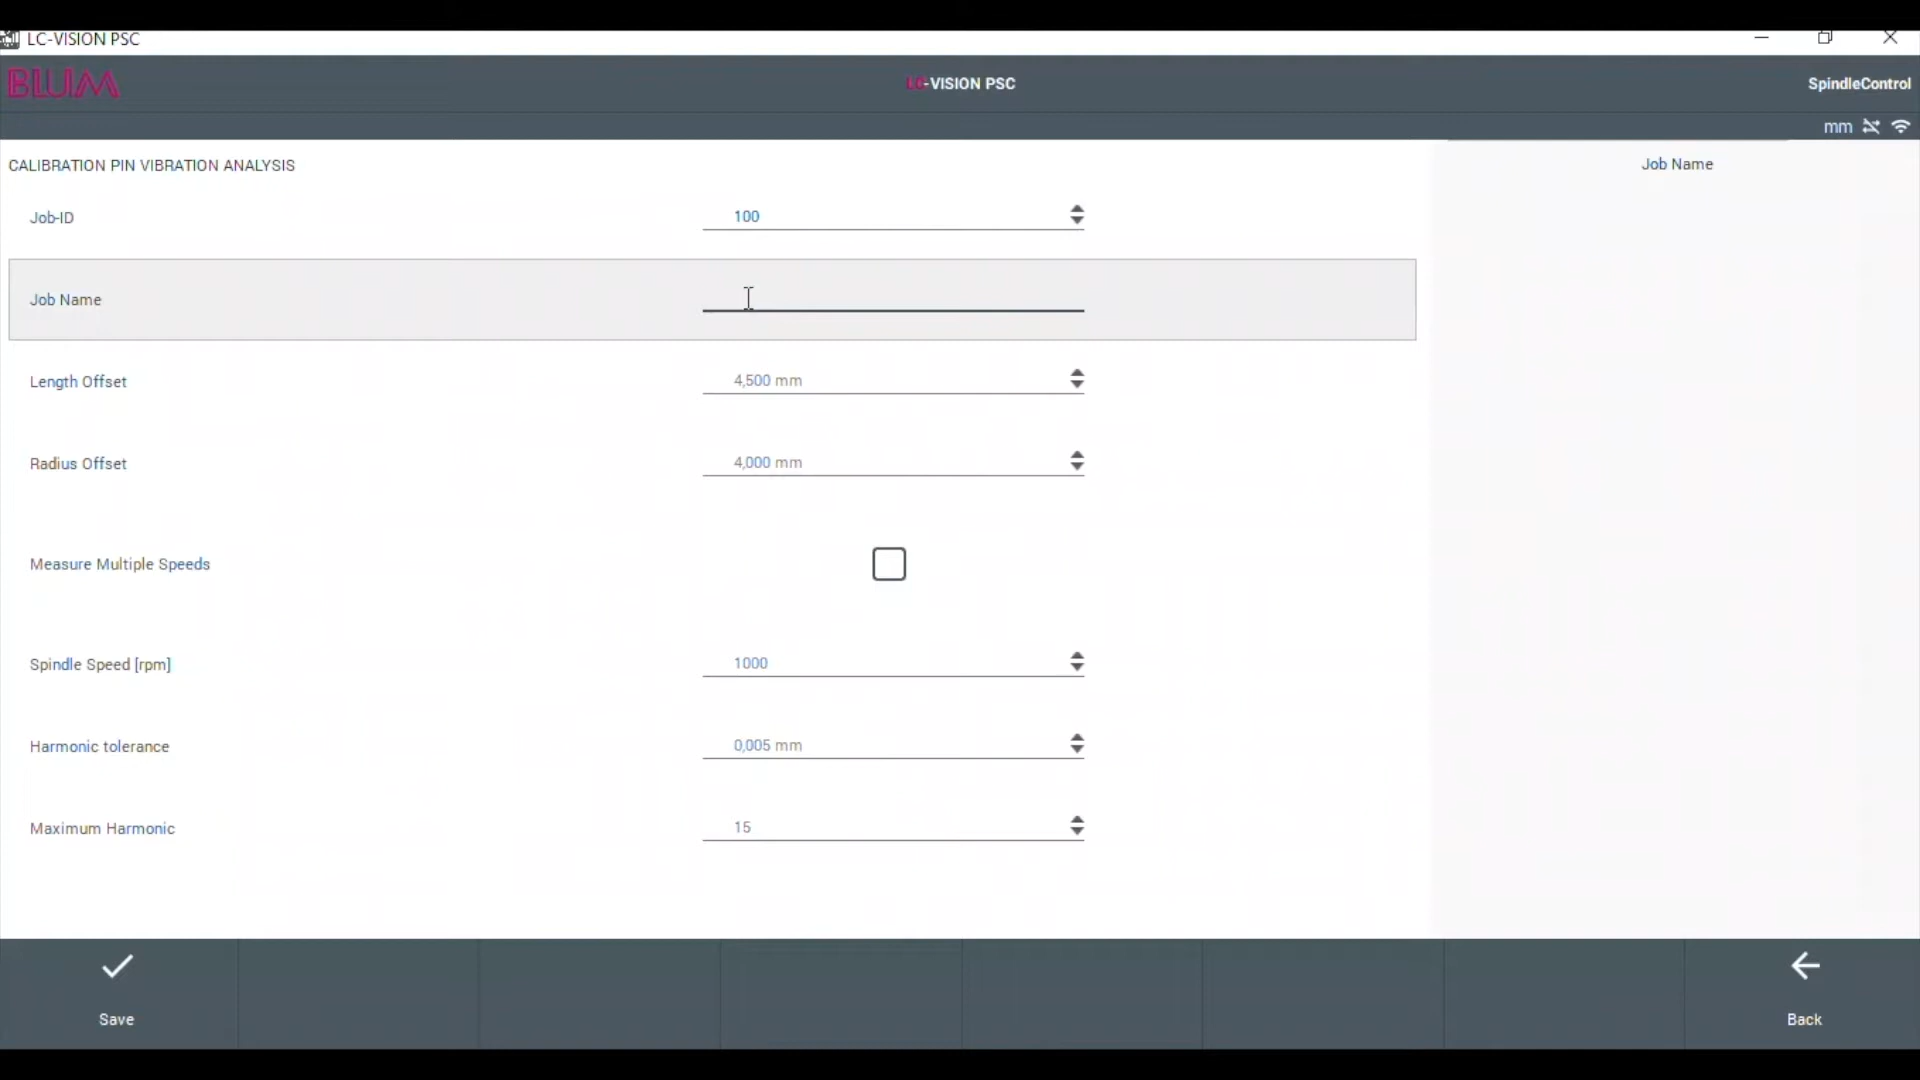 LC-VISION PSC
BLUM
LC-VISION PSC
SpindleControl
mm
CALIBRATION PIN VIBRATION ANALYSIS
Job Name
Job-ID
100
Job Name
Length Offset
4,500 mm
Radius Offset
4,000 mm
Measure Multiple Speeds
Spindle Speed [rpm]
1000
Harmonic tolerance
0,005 mm
Maximum Harmonic
15
Save
Back